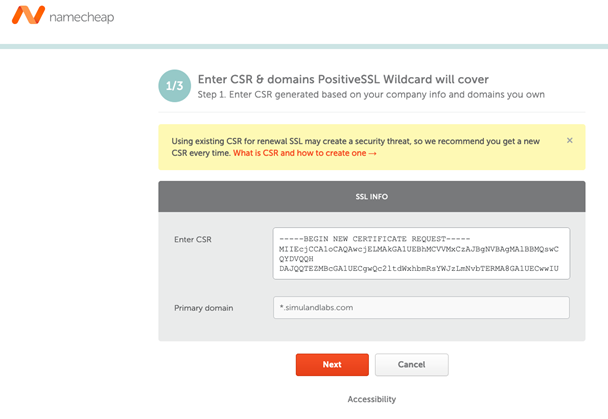 namecheap
1/3
Enter CSR & domains PositiveSSL Wildcard will cover
Step 1. Enter CSR generated based on your company info and domains you own
Using existing CSR for renewal SSL may create a security threat, so we recommend you get a new
CSR every time. What is CSR and how to create one →
×
SSL INFO
Enter CSR
-----BEGIN NEW CERTIFICATE REQUEST-----
MIIEcjCCAloCAQAwcjELMAkGA1UEBhMCVVMxCzAJBgNVBAgMAlBBMQswC
QYDVQQH
DAJQQTEZMBcGA1UECgwQc2ltdWxhbmRsYWJzLmNvbTERMA8GA1UECwwIU
Primary domain
*.simulandlabs.com
Next
Cancel
Accessibility